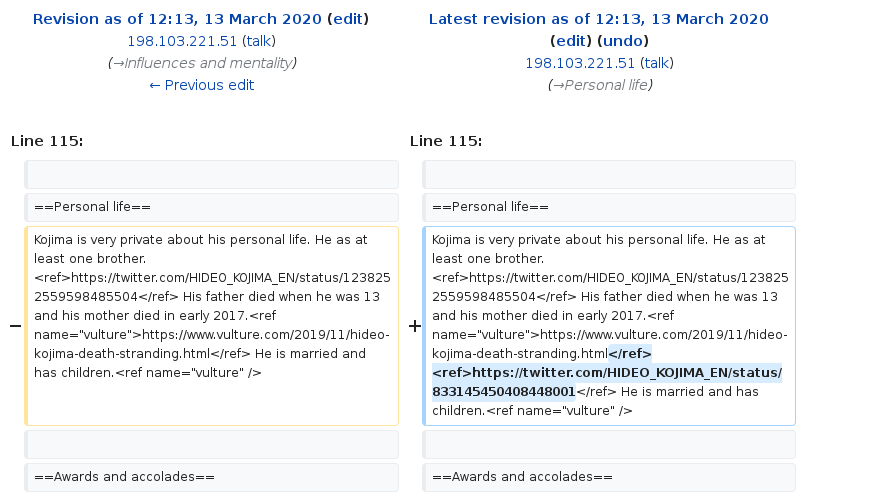 Revision as of 12:13, 13 March 2020 (edit)
198.103.221.51 (talk)
(→Influences and mentality)
← Previous edit
Latest revision as of 12:13, 13 March 2020
(edit) (undo)
198.103.221.51 (talk)
(→Personal life)
Line 115:
Line 115:
==Personal life==
==Personal life==
−
Kojima is very private about his personal life. He as at
least one brother.
<ref>https://twitter.com/HIDEO_KOJIMA_EN/status/123825
2559598485504</ref> His father died when he was 13
and his mother died in early 2017.<ref
name="vulture">https://www.vulture.com/2019/11/hideo-
kojima-death-stranding.html</ref> He is married and
has children.<ref name="vulture" />
+
Kojima is very private about his personal life. He as at
least one brother.
<ref>https://twitter.com/HIDEO_KOJIMA_EN/status/123825
2559598485504</ref> His father died when he was 13
and his mother died in early 2017.<ref
name="vulture">https://www.vulture.com/2019/11/hideo-
kojima-death-stranding.html</ref>
<ref>https://twitter.com/HIDEO_KOJIMA_EN/status/
833145450408448001</ref> He is married and has
children.<ref name="vulture" />
==Awards and accolades==
==Awards and accolades==